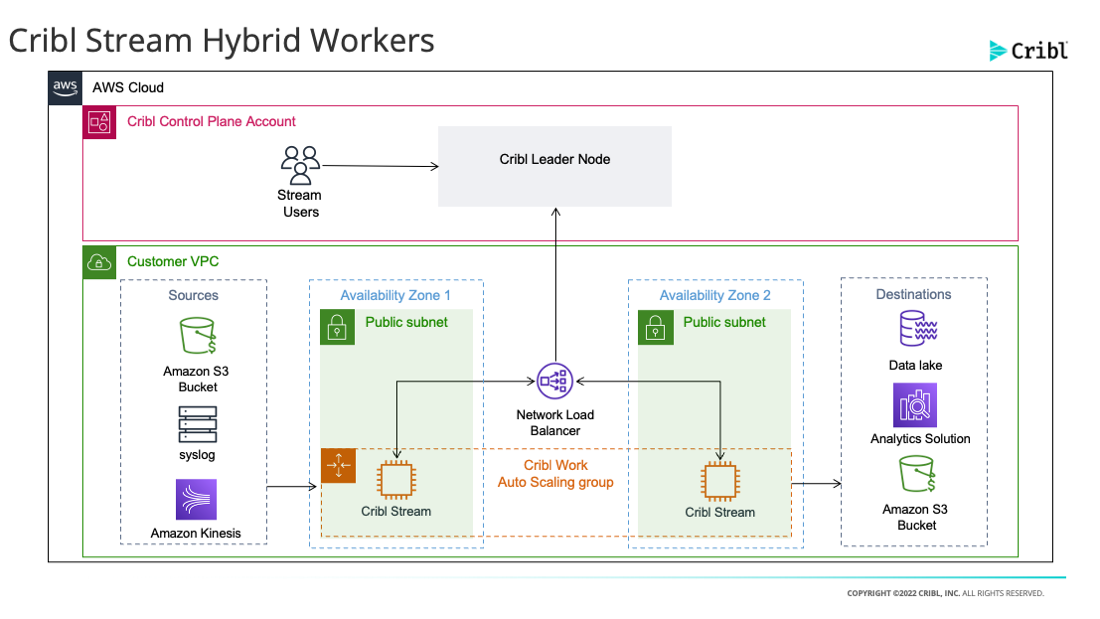 Cribl Stream Hybrid Workers
Cribl
aws
AWS Cloud
Cribl Control Plane Account
Stream
Users
Cribl Leader Node
Customer VPC
Sources
Amazon S3
Bucket
syslog
Amazon Kinesis
Availability Zone 1
Public subnet
Cribl Stream
Network Load
Balancer
Cribl Work
Auto Scaling group
Availability Zone 2
Public subnet
Cribl Stream
Destinations
Data lake
Analytics Solution
Amazon S3
Bucket
COPYRIGHT ©2022 CRIBL, INC. ALL RIGHTS RESERVED.